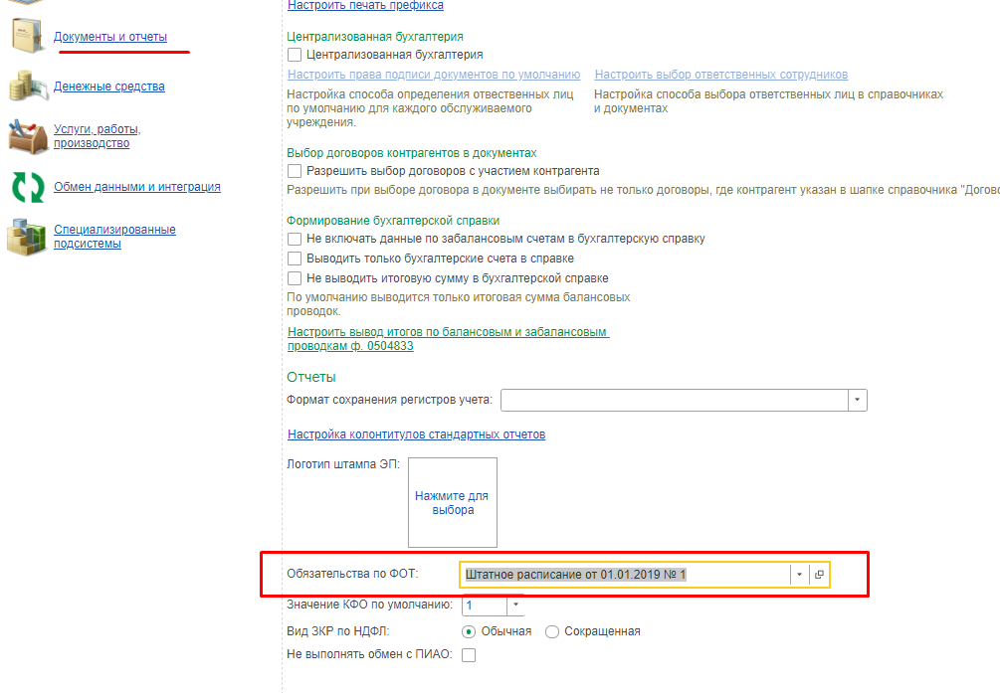 Настроить печать префикса
Документы и отчеты
Денежные средства
Услуги, работы,
производство
Обмен данными и интеграция
Специализированные
подсистемы
Централизованная бухгалтерия
Централизованная бухгалтерия
Настроить права подписи документов по умолчанию Настроить выбор ответственных сотрудников
Настройка способа определения отвественных лиц
по умолчанию для каждого обслуживаемого
учреждения.
Настройка способа выбора ответственных лиц в справочниках
и документах
Выбор договоров контрагентов в документах
Разрешить выбор договоров с участием контрагента
Разрешить при выборе договора в документе выбирать не только договоры, где контрагент указан в шапке справочника "Догово
Формирование бухгалтерской справки
Не включать данные по забалансовым счетам в бухгалтерскую справку
Выводить только бухгалтерские счета в справке
Не выводить итоговую сумму в бухгалтерской справке
По умолчанию выводится только итоговая сумма балансовых
проводок.
Настроить вывод итогов по балансовым и забалансовым
проводкам ф. 0504833
Отчеты
Формат сохранения регистров учета:
Настройка колонтитулов стандартных отчетов
Логотип штампа ЭП:
Нажмите для
выбора
Обязательства по ФОТ: Штатное расписание от 01.01.2019 № 1
Значение КФО по умолчанию: 1
Вид ЗКР по НДФЛ: Обычная Сокращенная
Не выполнять обмен с ПИАО: